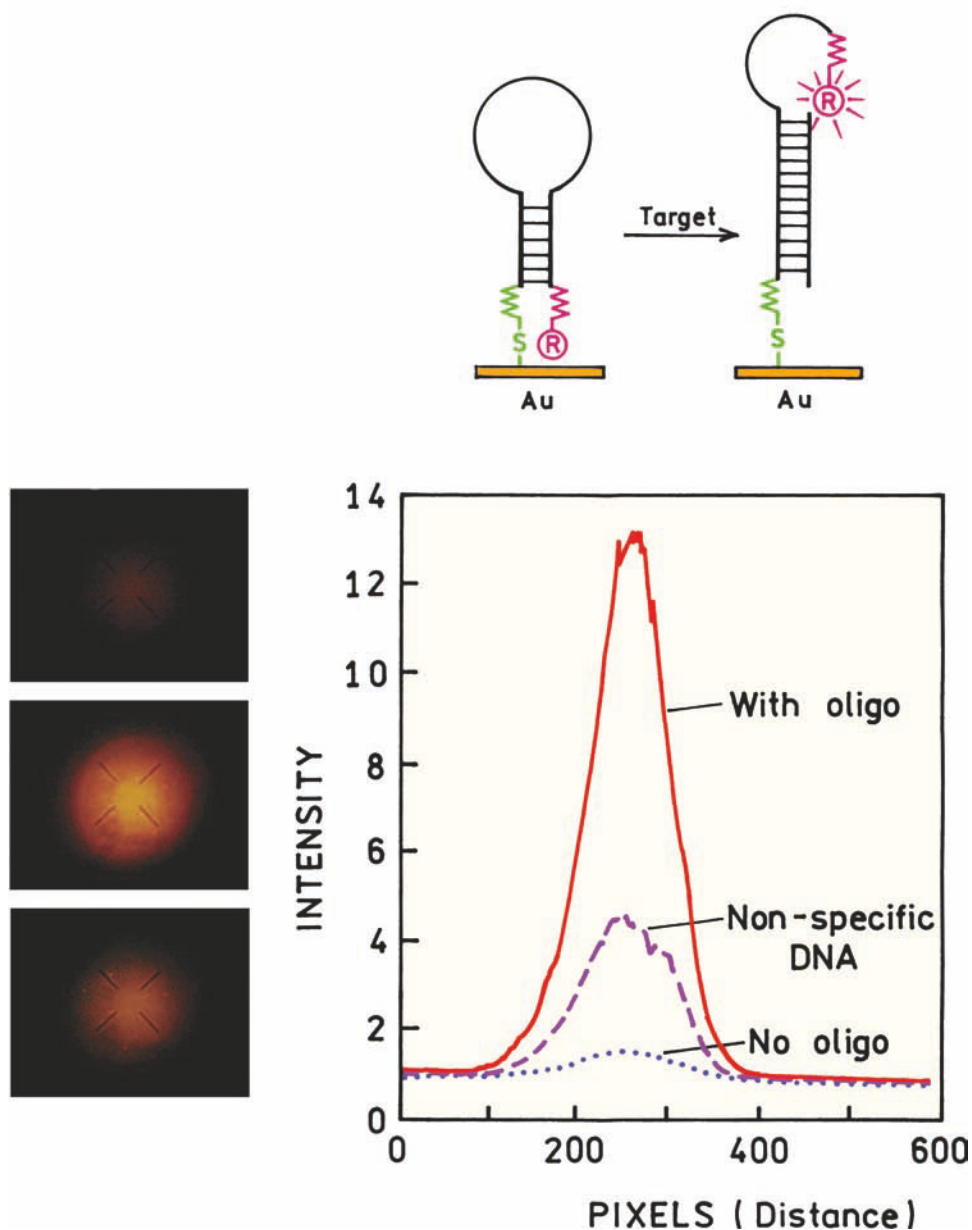 Target
R
S
R
S
Au
Au
14
12
10
8
6
4
2
0
INTENSITY
With oligo
Non-specific
DNA
No oligo
0
200
400
600
PIXELS (Distance)